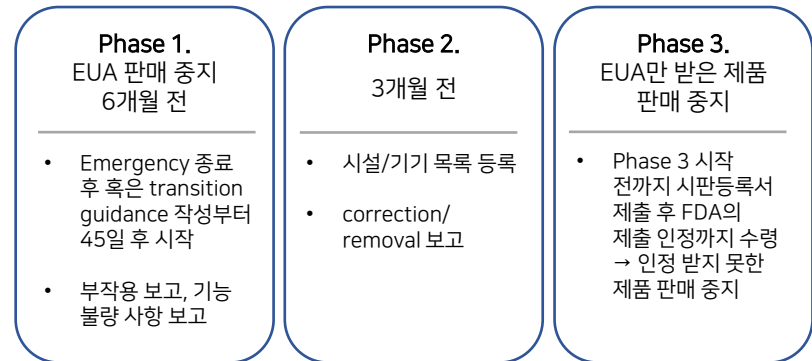 Phase 1.
EUA 판매 중지
6개월 전
• Emergency 종료
후 혹은 transition
guidance 작성부터
45일 후 시작
• 부작용 보고, 기능
불량 사항 보고
Phase 2.
3개월 전
• 시설/기기 목록 등록
• correction/
removal 보고
Phase 3.
EUA만 받은 제품
판매 중지
• Phase 3 시작
전까지 시판등록서
제출 후 FDA의
제출 인정까지 수령
→ 인정 받지 못한
제품 판매 중지